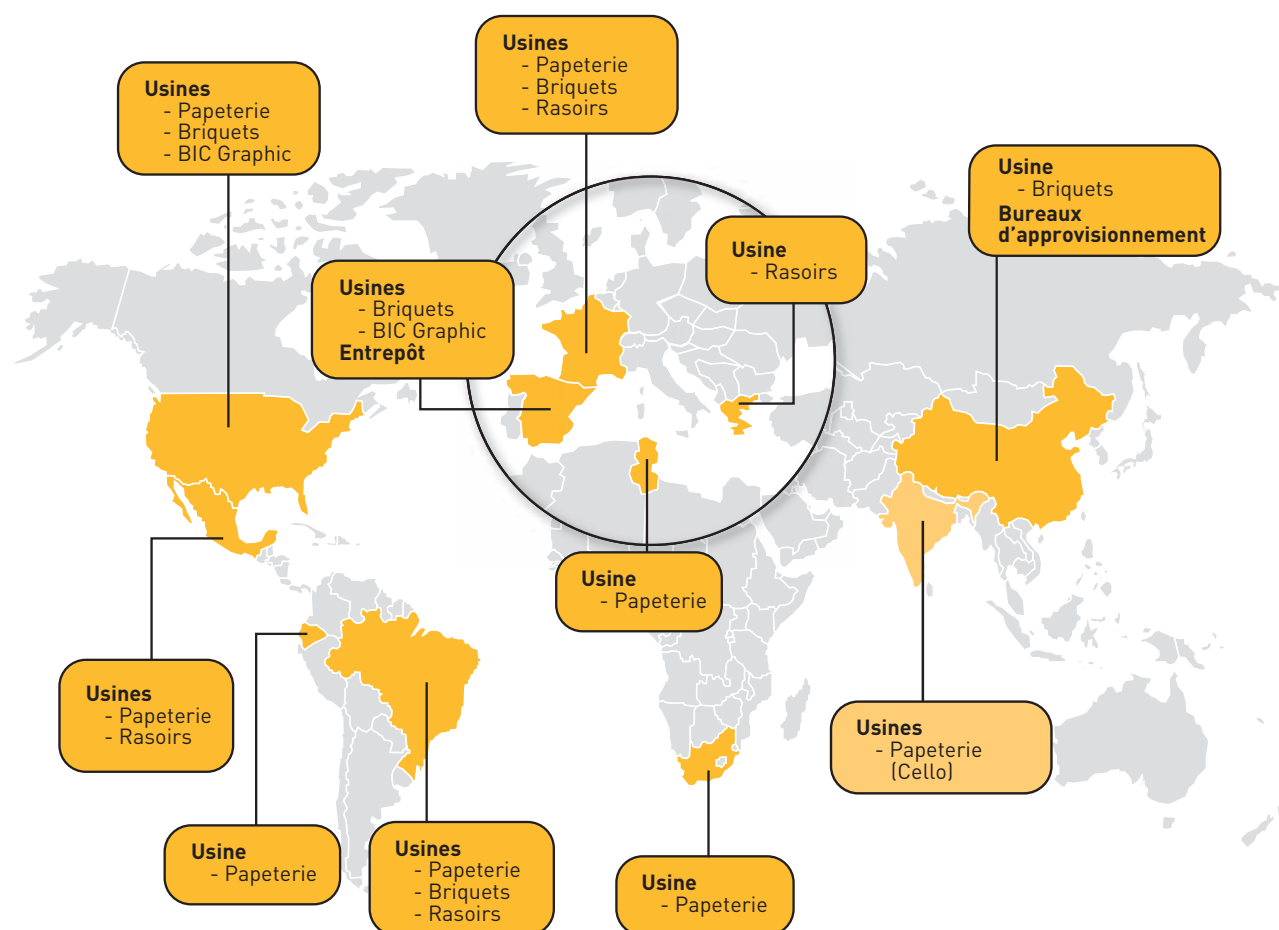 Usines
- Papeterie
- Briquets
- Rasoirs
Usines
- Papeterie
- Briquets
- BIC Graphic
Usine
- Briquets
Bureaux
d'approvisionnement
Usine
- Rasoirs
Usines
- Briquets
- BIC Graphic
Entrepôt
Usine
- Papeterie
Usines
- Papeterie
- Rasoirs
Usines
- Papeterie
(Cello)
Usine
- Papeterie
Usines
- Papeterie
- Briquets
- Rasoirs
Usine
- Papeterie